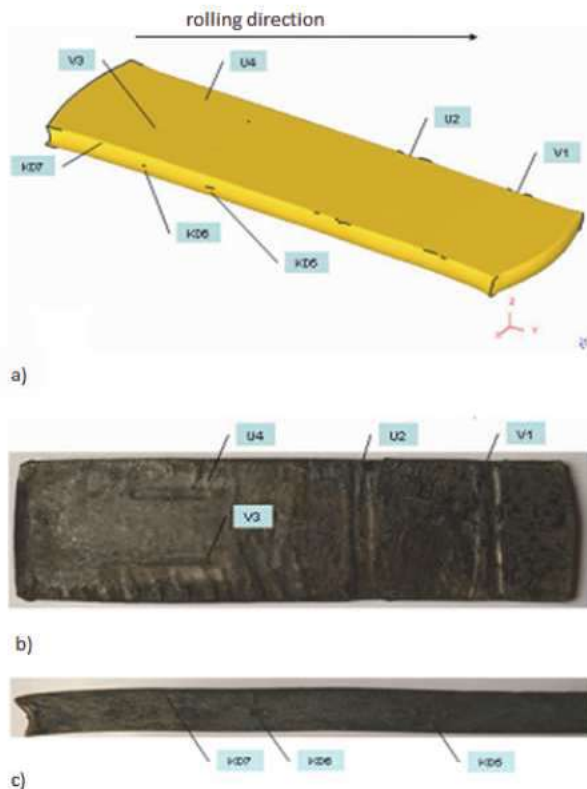 rolling direction
V3
U4
U2
V1
KD7
KD6
KD5
Z
X
Y
a)
U4
U2
V1
V3
b)
KD7
KD6
KD5
c)